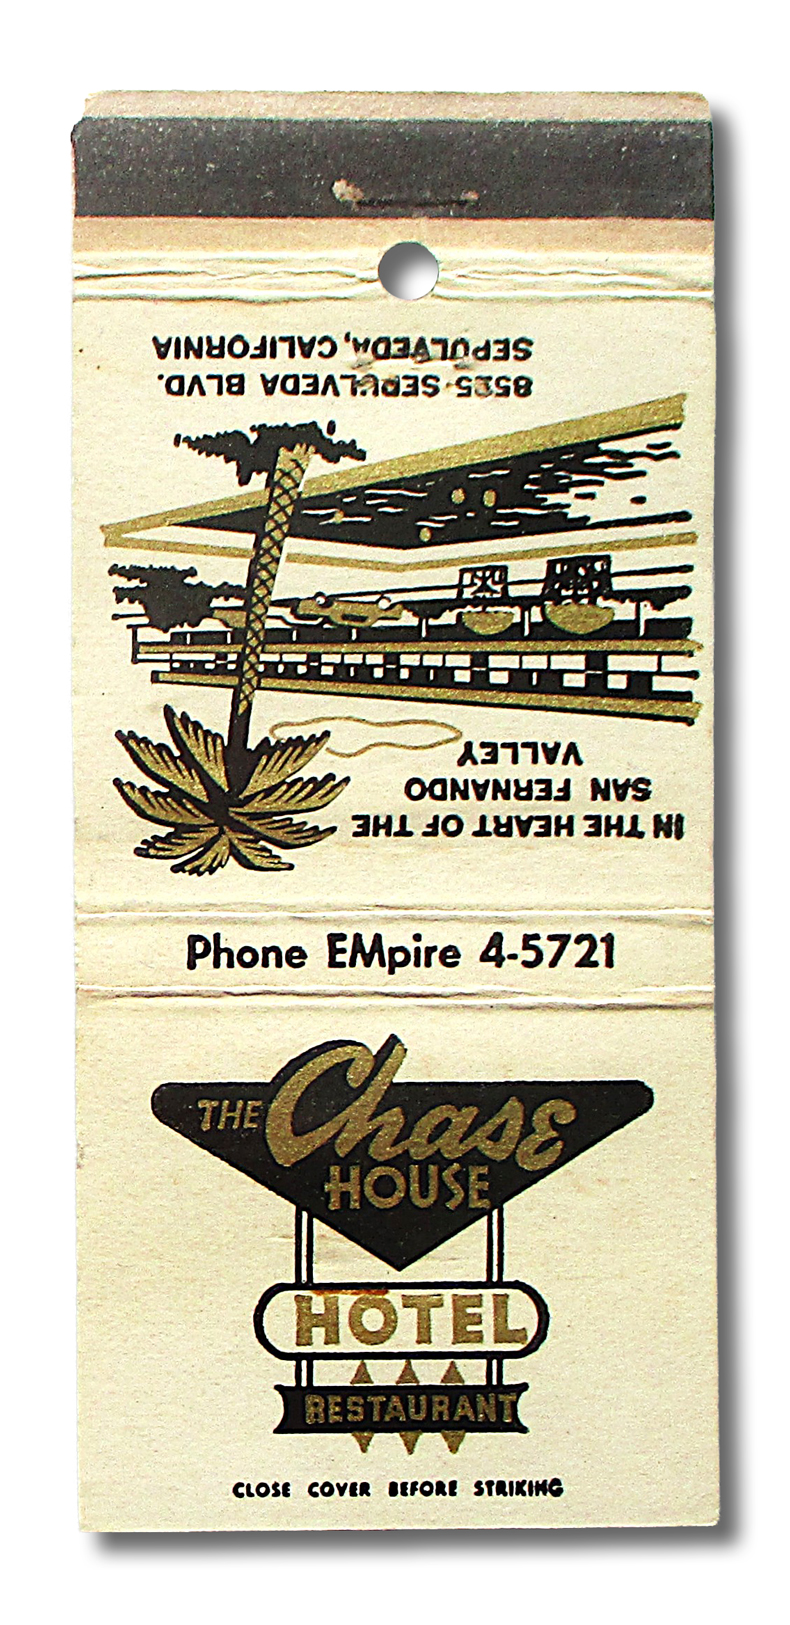 8525 SEPULVEDA BLVD.
SEPULVEDA, CALIFORNIA
IN THE HEART OF THE
SAN FERNANDO
VALLEY
Phone EMpire 4-5721
THE Chase
HOUSE
HOTEL
RESTAURANT
CLOSE COVER BEFORE STRIKING